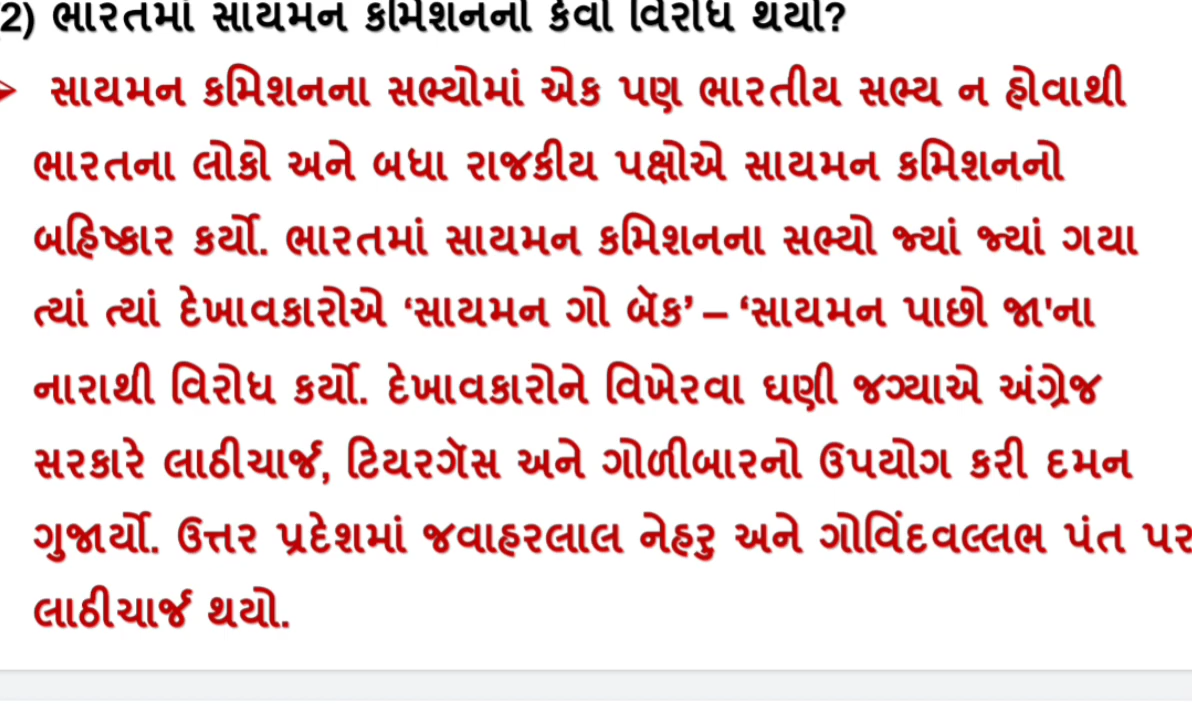 2) ભારતમાં સાયમન કમિશનનો કેવો વિરોધ થયો?
➤ સાયમન કમિશનના સભ્યોમાં એક પણ ભારતીય સભ્ય ન હોવાથી
ભારતના લોકો અને બધા રાજકીય પક્ષોએ સાયમન કમિશનનો
બહિષ્કાર કર્યો. ભારતમાં સાયમન કમિશનના સભ્યો જ્યાં જ્યાં ગયા
ત્યાં ત્યાં દેખાવકારોએ ‘સાયમન ગો બૅક’ – ‘સાયમન પાછો જા'ના
નારાથી વિરોધ કર્યો. દેખાવકારોને વિખેરવા ઘણી જગ્યાએ અંગ્રેજ
સરકારે લાઠીચાર્જ, ટિયરગૅસ અને ગોળીબારનો ઉપયોગ કરી દમન
ગુજાર્યો. ઉત્તર પ્રદેશમાં જવાહરલાલ નેહરુ અને ગોવિંદવલ્લભ પંત પર
લાઠીચાર્જ થયો.